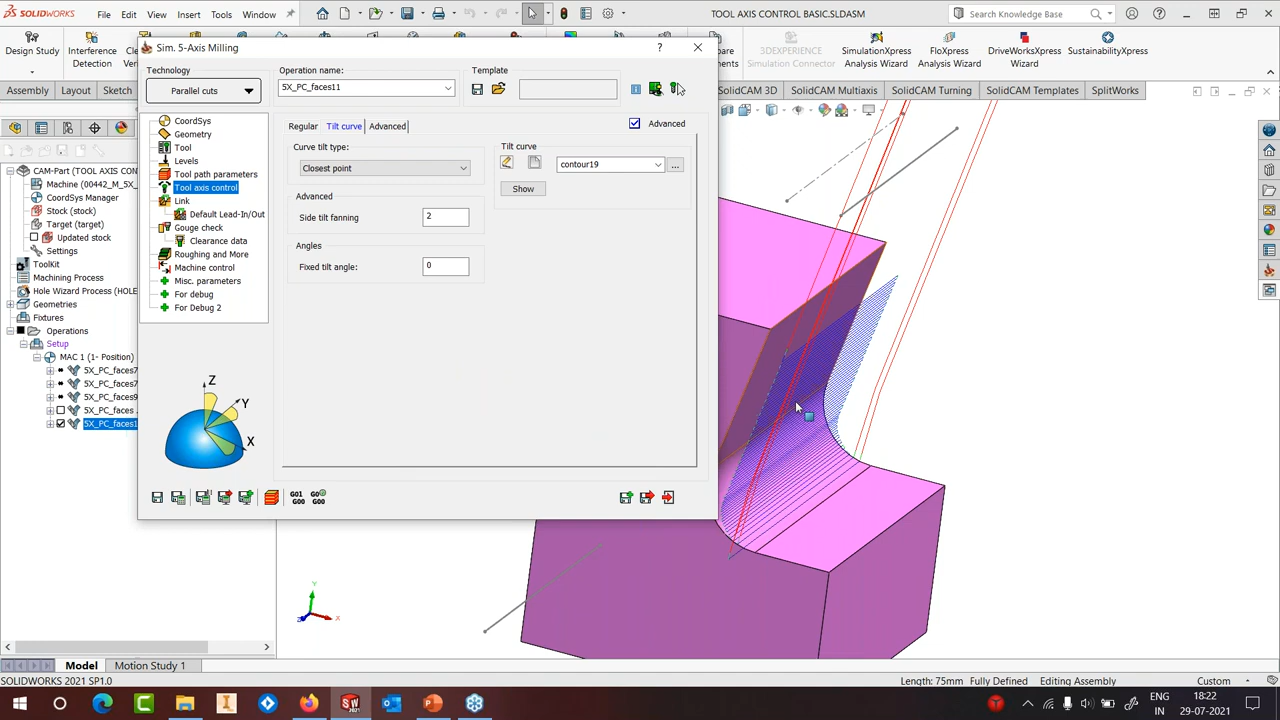 SOLIDWORKS
File
Edit
View
Insert
Tools
Window
TOOL AXIS CONTROL BASIC.SLDASM
Search Knowledge Base
Design Study
Interference
Detection
3DEXPERIENCE
Simulation Connector
SimulationXpress
Analysis Wizard
FloXpress
Analysis Wizard
DriveWorksXpress
Wizard
SustainabilityXpress
Assembly
Layout
Sketch
SolidCAM 3D
SolidCAM Multiaxis
SolidCAM Turning
SolidCAM Templates
SplitWorks
Sim. 5-Axis Milling
?
Technology
Parallel cuts
Operation name:
5X_PC_faces11
Template
CoordSys
Geometry
Tool
Levels
Tool path parameters
Tool axis control
Link
Default Lead-In/Out
Gouge check
Clearance data
Roughing and More
Machine control
Misc. parameters
For debug
For Debug 2
Regular
Tilt curve
Advanced
Advanced
Curve tilt type:
Closest point
Advanced
Side tilt fanning
2
Angles
Fixed tilt angle:
0
Tilt curve
contour19
...
Show
Z
Y
X
G01
G00
CAM-Part (TOOL AXIS CON
Machine (00442_M_5X_
CoordSys Manager
Stock (stock)
Target (target)
Updated stock
Settings
ToolKit
Machining Process
Hole Wizard Process (HOLE
Geometries
Fixtures
Operations
Setup
MAC 1 (1- Position)
5X_PC_faces7
5X_PC_faces7
5X_PC_faces9
5X_PC_faces
5X_PC_faces1
Y
X
Z
Model
Motion Study 1
SOLIDWORKS 2021 SP1.0
Length: 75mm
Fully Defined
Editing Assembly
Custom
ENG
IN
18:22
29-07-2021